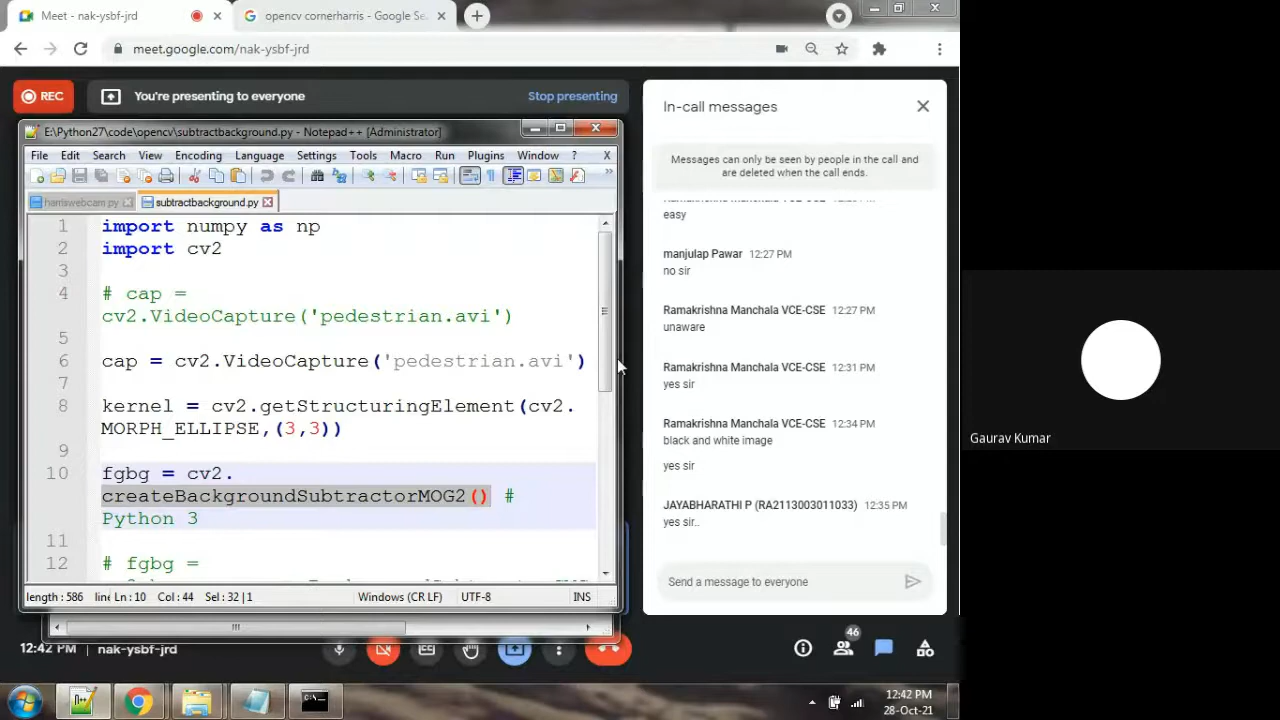 Meet - nak-ysbf-jrd
opencv cornerharris - Google Se
meet.google.com/nak-ysbf-jrd
REC
You're presenting to everyone
Stop presenting
E:\Python27\code\opencv\subtractbackground.py - Notepad++ [Administrator]
File Edit Search View Encoding Language Settings Tools Macro Run Plugins Window ? X
harriswebcam.py
subtractbackground.py
1 import numpy as np
2 import cv2
3
4 # cap =
cv2.VideoCapture('pedestrian.avi')
5
6 cap = cv2.VideoCapture('pedestrian.avi')
7
8 kernel = cv2.getStructuringElement(cv2.
MORPH_ELLIPSE,(3,3))
9
10 fgbg = cv2.
createBackgroundSubtractorMOG2() #
Python 3
11
12 # fgbg =
length : 586 line Ln : 10 Col : 44 Sel : 32 | 1 Windows (CR LF) UTF-8 INS
12:42 PM | nak-ysbf-jrd
In-call messages
Messages can only be seen by people in the call and
are deleted when the call ends.
easy
manjulap Pawar 12:27 PM
no sir
Ramakrishna Manchala VCE-CSE 12:27 PM
unaware
Ramakrishna Manchala VCE-CSE 12:31 PM
yes sir
Ramakrishna Manchala VCE-CSE 12:34 PM
black and white image
yes sir
JAYABHARATHI P (RA2113003011033) 12:35 PM
yes sir..
Send a message to everyone
46
Gaurav Kumar
12:42 PM
28-Oct-21